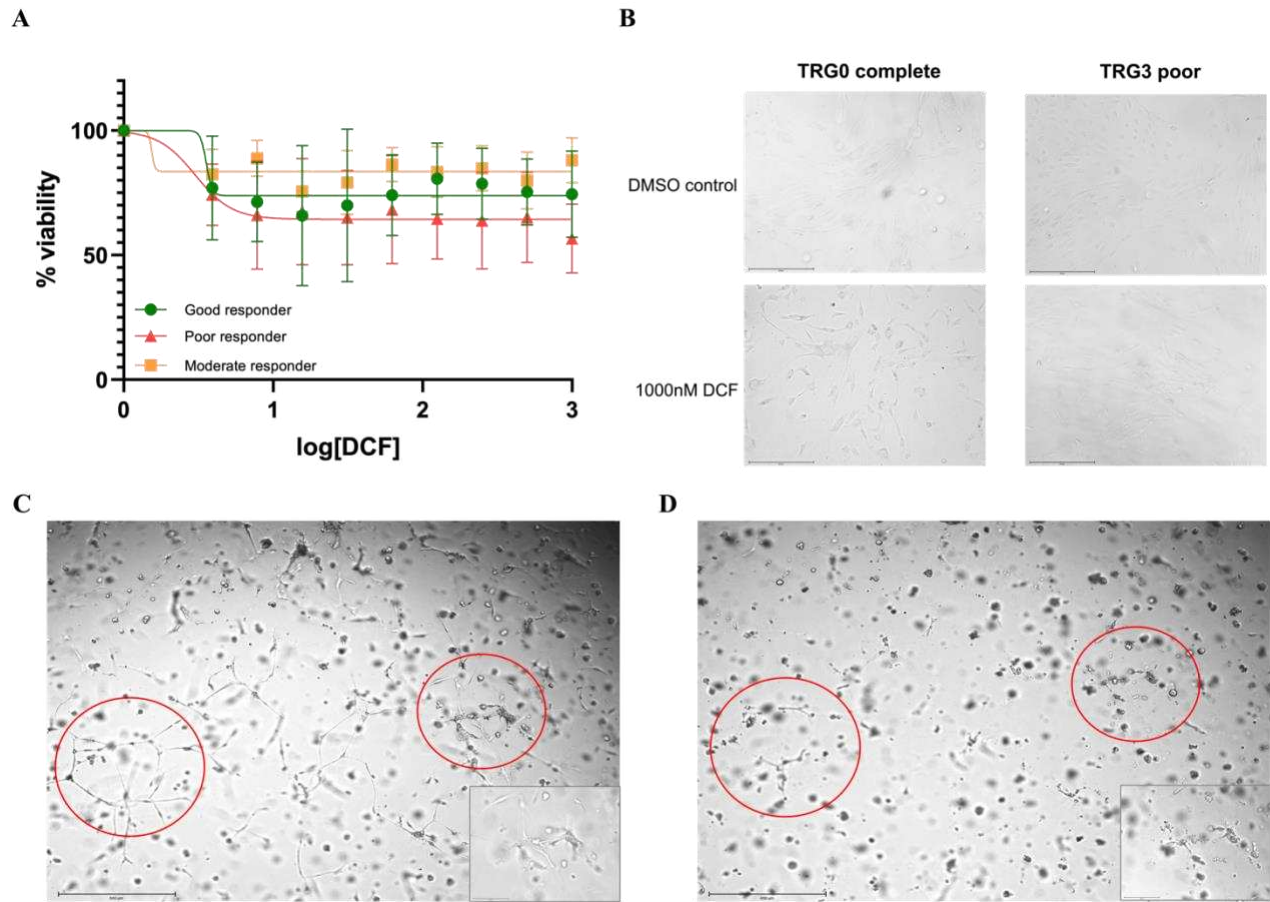 A
B
100
50
0
% viability
Good responder
Poor responder
Moderate responder
0 1 2 3
log[DCF]
TRG0 complete TRG3 poor
DMSO control
1000nM DCF
C
D